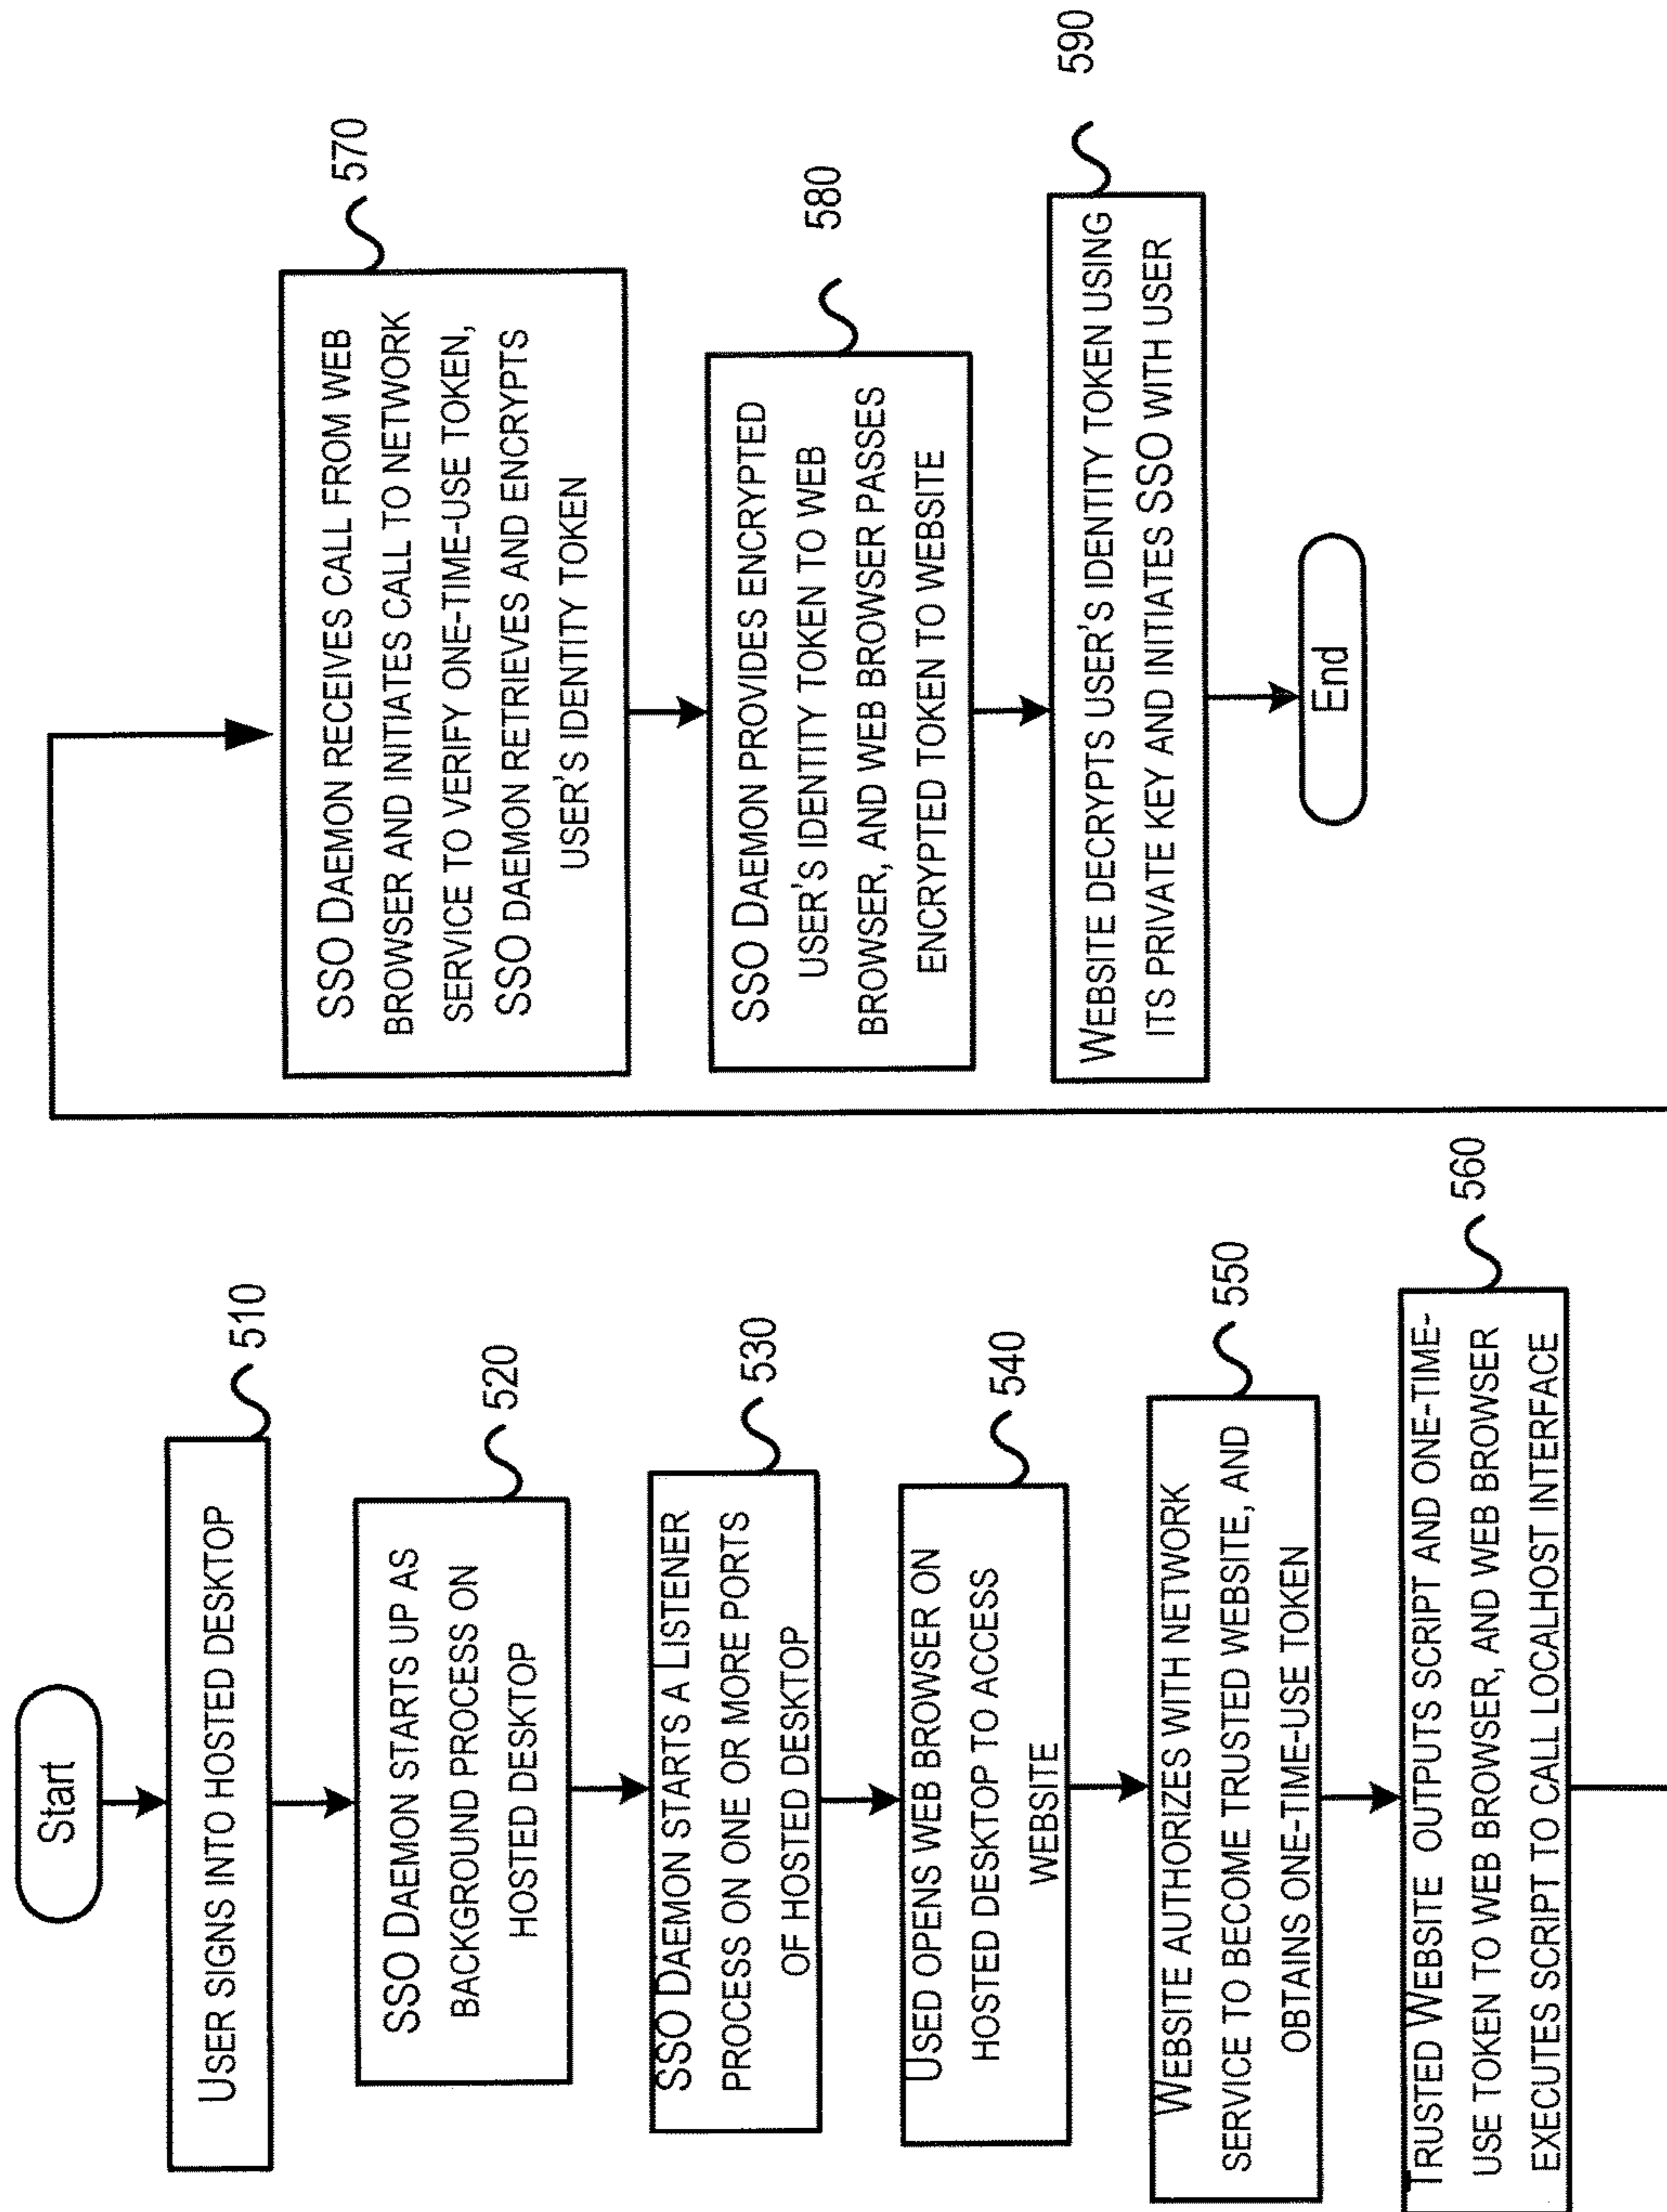 Start
USER SIGNS INTO HOSTED DESKTOP
510
SSO DAEMON STARTS UP AS
BACKGROUND PROCESS ON
HOSTED DESKTOP
520
SSO DAEMON STARTS A LISTENER
PROCESS ON ONE OR MORE PORTS
OF HOSTED DESKTOP
530
USED OPENS WEB BROWSER ON
HOSTED DESKTOP TO ACCESS
WEBSITE
540
WEBSITE AUTHORIZES WITH NETWORK
SERVICE TO BECOME TRUSTED WEBSITE, AND
OBTAINS ONE-TIME-USE TOKEN
550
TRUSTED WEBSITE OUTPUTS SCRIPT AND ONE-TIME-
USE TOKEN TO WEB BROWSER, AND WEB BROWSER
EXECUTES SCRIPT TO CALL LOCALHOST INTERFACE
560
SSO DAEMON RECEIVES CALL FROM WEB
BROWSER AND INITIATES CALL TO NETWORK
SERVICE TO VERIFY ONE-TIME-USE TOKEN,
SSO DAEMON RETRIEVES AND ENCRYPTS
USER'S IDENTITY TOKEN
570
SSO DAEMON PROVIDES ENCRYPTED
USER'S IDENTITY TOKEN TO WEB
BROWSER, AND WEB BROWSER PASSES
ENCRYPTED TOKEN TO WEBSITE
580
WEBSITE DECRYPTS USER'S IDENTITY TOKEN USING
ITS PRIVATE KEY AND INITIATES SSO WITH USER
590
End